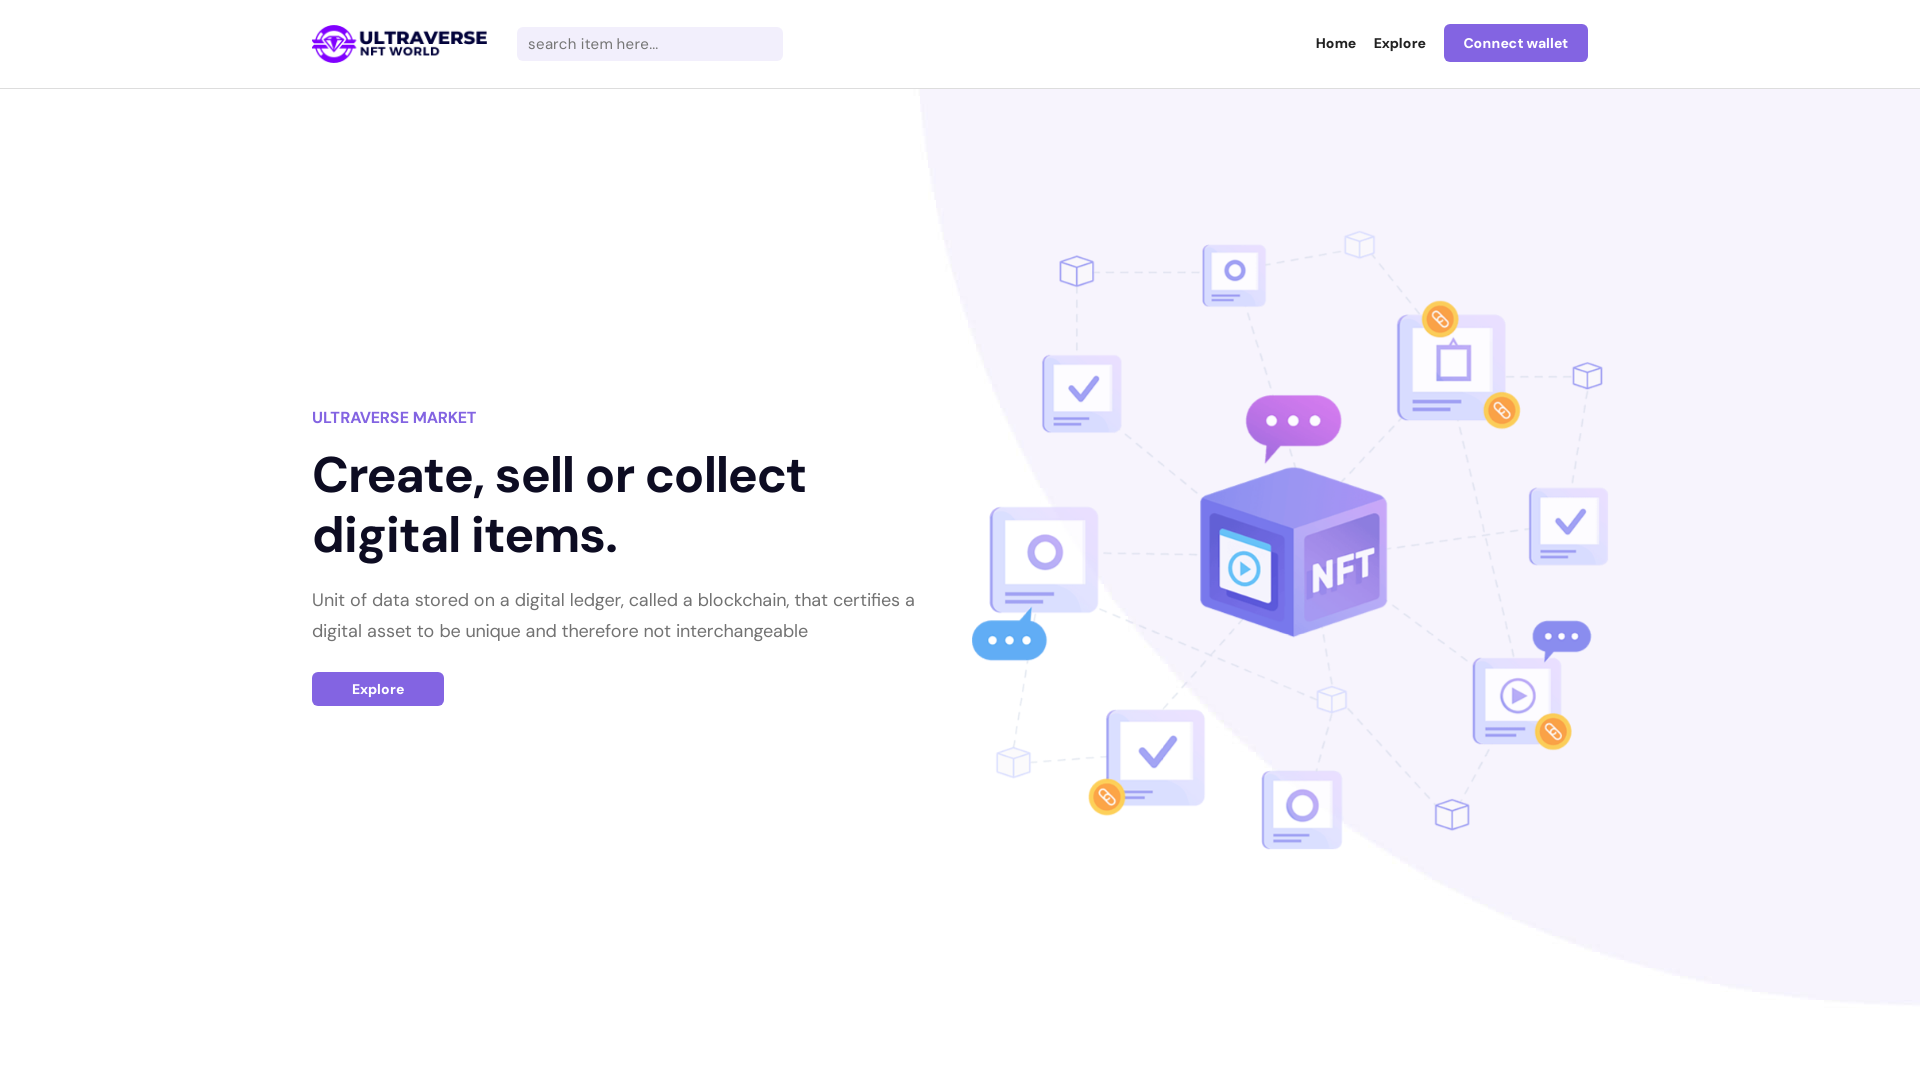 ULTRAVERSE
NFT WORLD
search item here...
Home
Explore
Connect wallet
ULTRAVERSE MARKET
Create, sell or collect
digital items.
Unit of data stored on a digital ledger, called a blockchain, that certifies a
digital asset to be unique and therefore not interchangeable
Explore
NFT